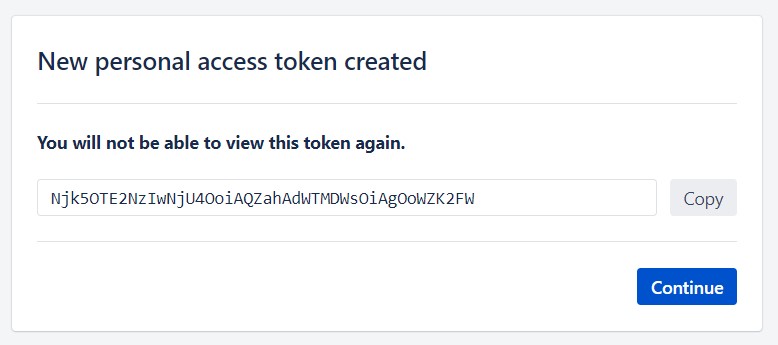 New personal access token created
You will not be able to view this token again.
Njk5OTE2NzIwNjU4OoiAQZahAdWTMDWsOiAgOoWZK2FW
Copy
Continue